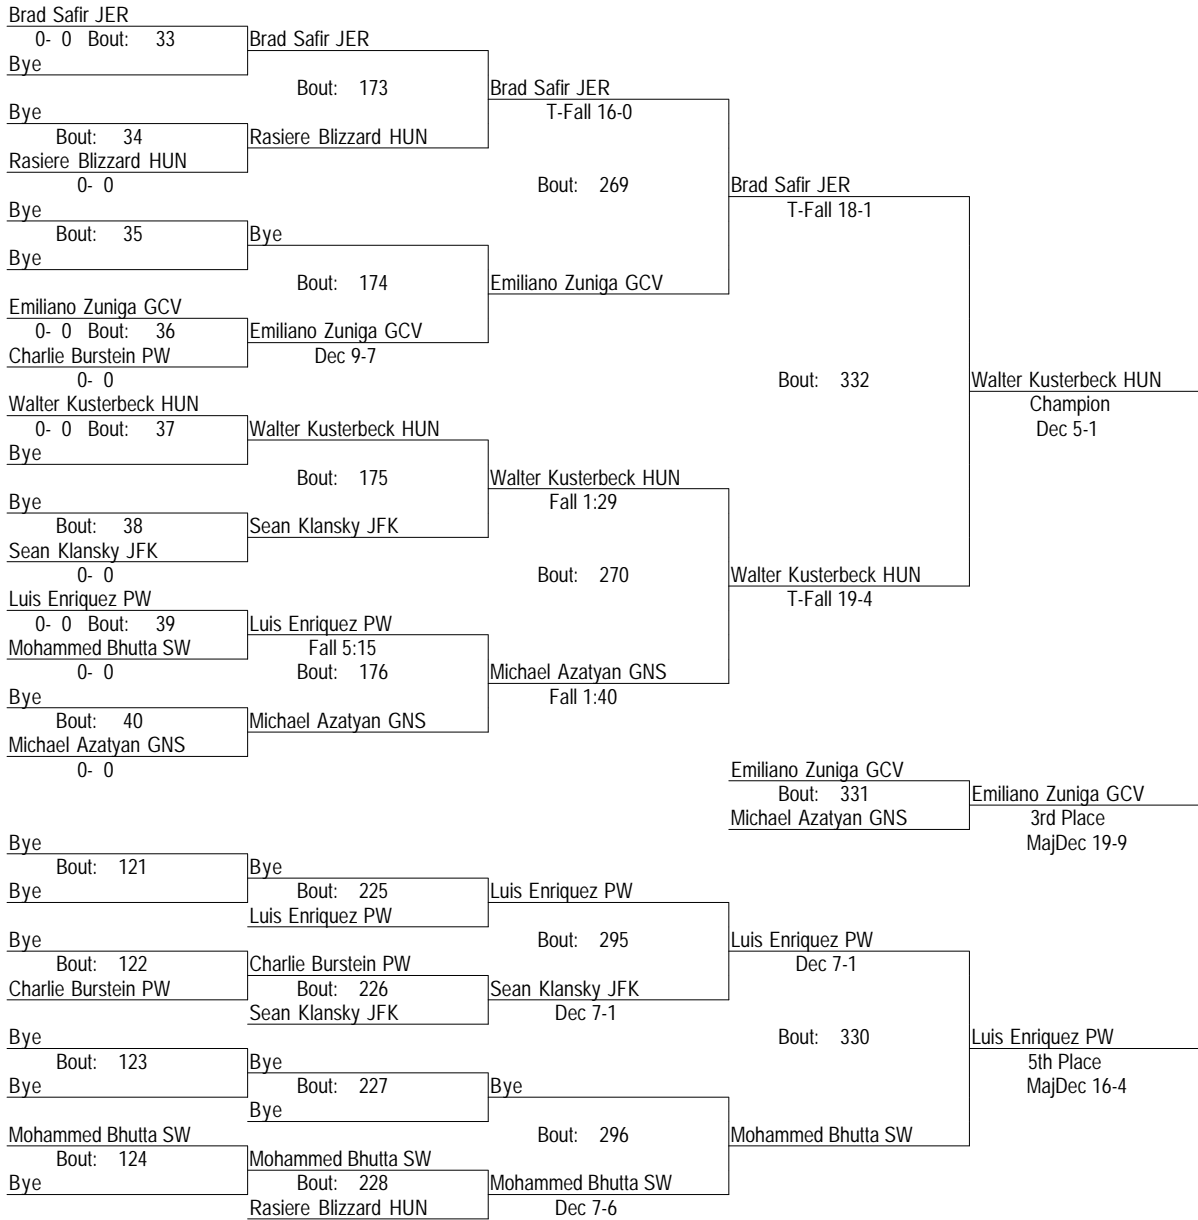 Brad Safir JER
0- 0 Bout: 33 Brad Safir JER
Bye
Bout: 173 Brad Safir JER
Bye T-Fall 16-0
Bout: 34 Rasiere Blizzard HUN
Rasiere Blizzard HUN
0- 0 Bout: 269 Brad Safir JER
Bye T-Fall 18-1
Bout: 35 Bye
Bye
Bout: 174 Emiliano Zuniga GCV
Emiliano Zuniga GCV
0- 0 Bout: 36 Emiliano Zuniga GCV
Charlie Burstein PW Dec 9-7
0- 0 Bout: 332 Walter Kusterbeck HUN
Walter Kusterbeck HUN Champion
0- 0 Bout: 37 Walter Kusterbeck HUN Dec 5-1
Bye
Bout: 175 Walter Kusterbeck HUN
Bye Fall 1:29
Bout: 38 Sean Klansky JFK
Sean Klansky JFK
0- 0 Bout: 270 Walter Kusterbeck HUN
Luis Enriquez PW T-Fall 19-4
0- 0 Bout: 39 Luis Enriquez PW
Mohammed Bhutta SW Fall 5:15
0- 0 Bout: 176 Michael Azatyan GNS
Bye Fall 1:40
Bout: 40 Michael Azatyan GNS
Michael Azatyan GNS
0- 0 Emiliano Zuniga GCV
Bout: 331 Emiliano Zuniga GCV
Michael Azatyan GNS 3rd Place
Bye MajDec 19-9
Bout: 121 Bye
Bye Bout: 225 Luis Enriquez PW
Luis Enriquez PW
Bye Bout: 295 Luis Enriquez PW
Bout: 122 Charlie Burstein PW Dec 7-1
Charlie Burstein PW Bout: 226 Sean Klansky JFK
Sean Klansky JFK Dec 7-1
Bye Bout: 330 Luis Enriquez PW
Bout: 123 Bye 5th Place
Bye Bout: 227 Bye MajDec 16-4
Bye
Mohammed Bhutta SW Bout: 296 Mohammed Bhutta SW
Bout: 124 Mohammed Bhutta SW
Bye Bout: 228 Mohammed Bhutta SW
Rasiere Blizzard HUN Dec 7-6